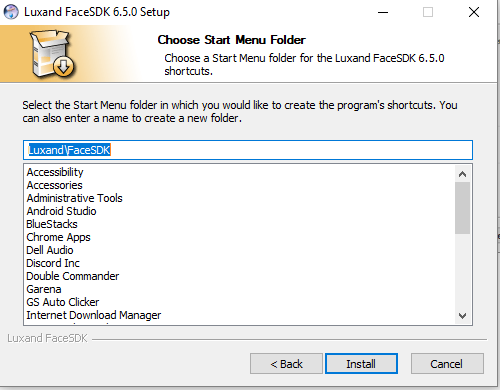 Luxand FaceSDK 6.5.0 Setup
Choose Start Menu Folder
Choose a Start Menu folder for the Luxand FaceSDK 6.5.0
shortcuts.
Select the Start Menu folder in which you would like to create the program's shortcuts. You
can also enter a name to create a new folder.
Luxand\FaceSDK
Accessibility
Accessories
Administrative Tools
Android Studio
BlueStacks
Chrome Apps
Dell Audio
Discord Inc
Double Commander
Garena
GS Auto Clicker
Internet Download Manager
Luxand FaceSDK
< Back
Install
Cancel